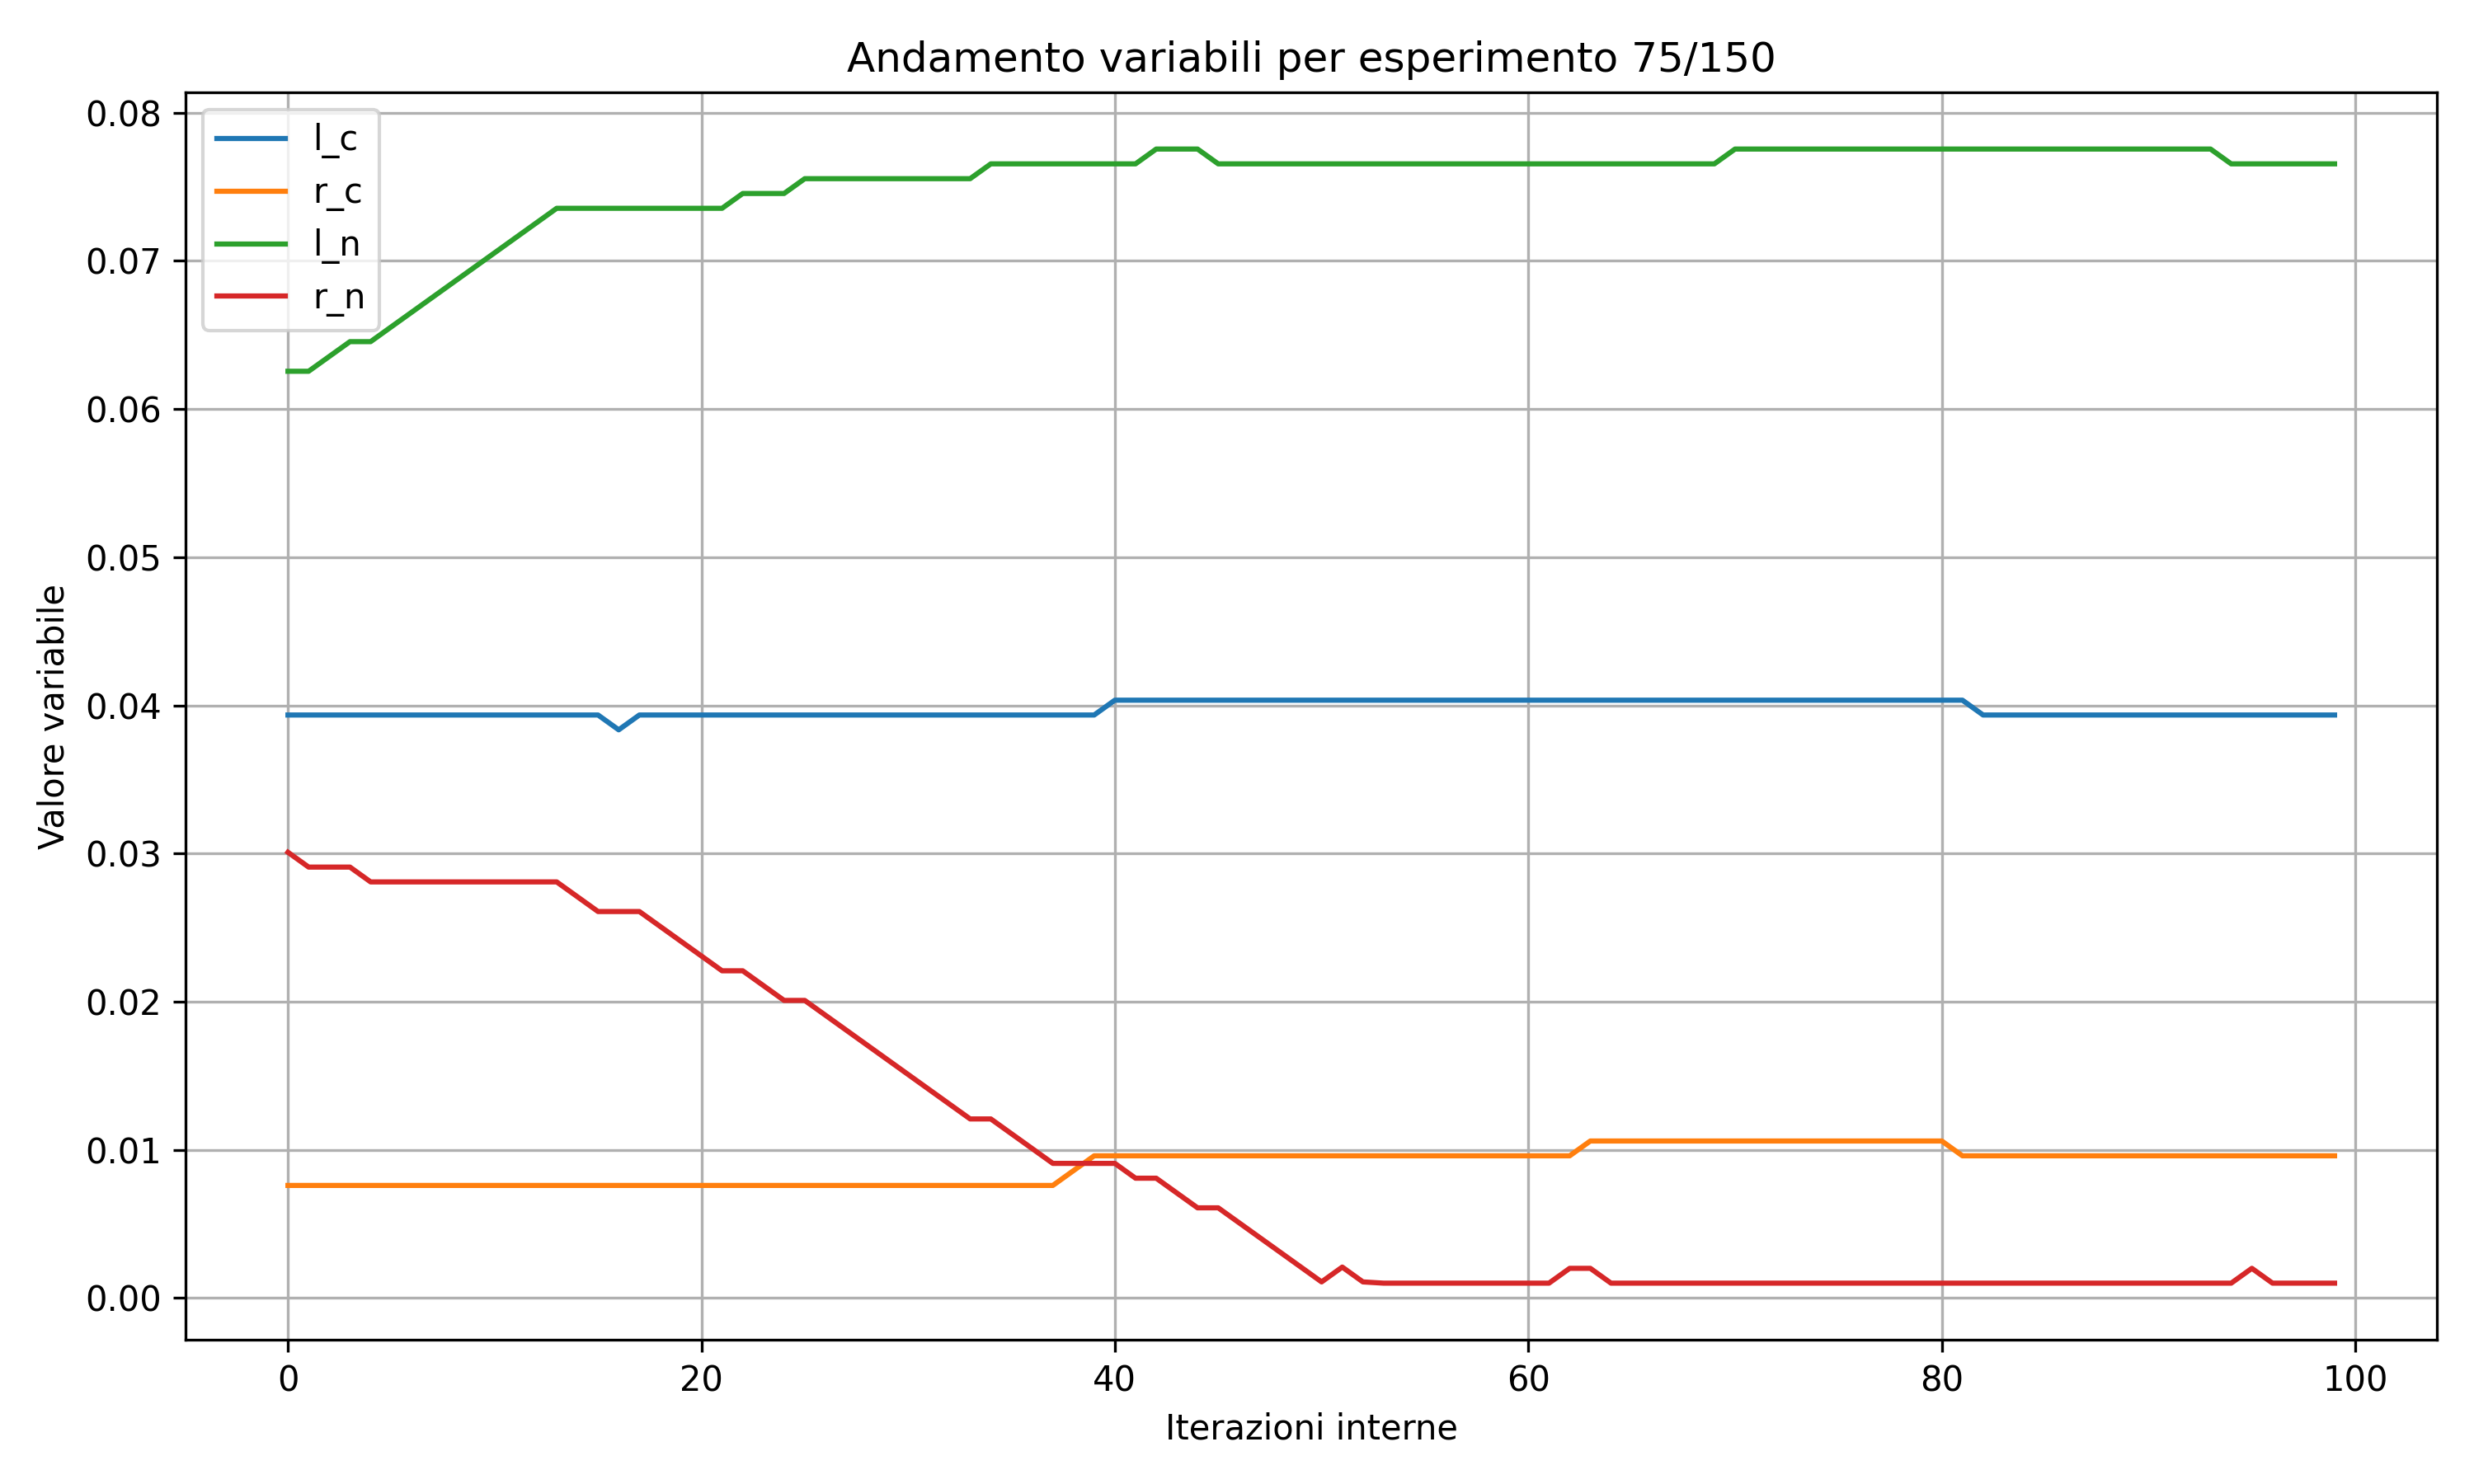 Andamento variabili per esperimento 75/150
l_c
r_c
l_n
r_n
0.08
0.07
0.06
0.05
0.04
0.03
0.02
0.01
0.00
Valore variabile
0 20 40 60 80 100
Iterazioni interne